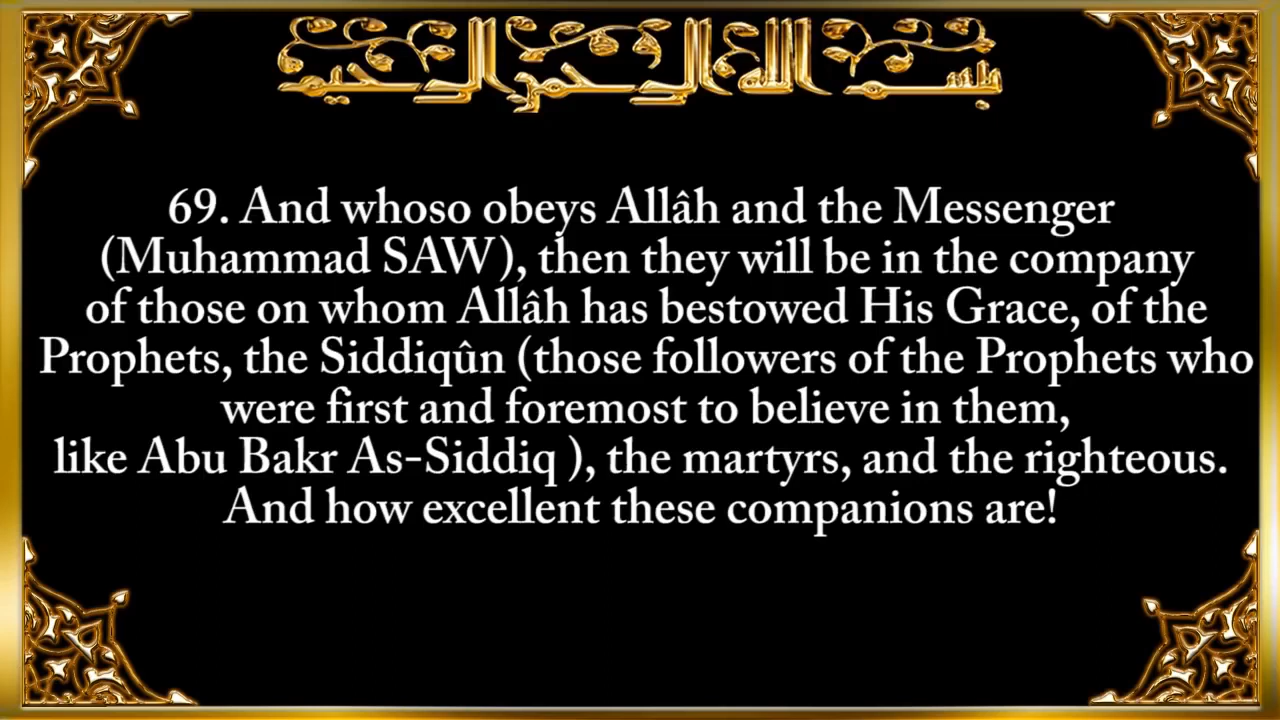 بسم الله الرحمن الرحيم
69. And whoso obeys Allâh and the Messenger
(Muhammad SAW), then they will be in the company
of those on whom Allâh has bestowed His Grace, of the
Prophets, the Siddiqûn (those followers of the Prophets who
were first and foremost to believe in them,
like Abu Bakr As-Siddiq ), the martyrs, and the righteous.
And how excellent these companions are!